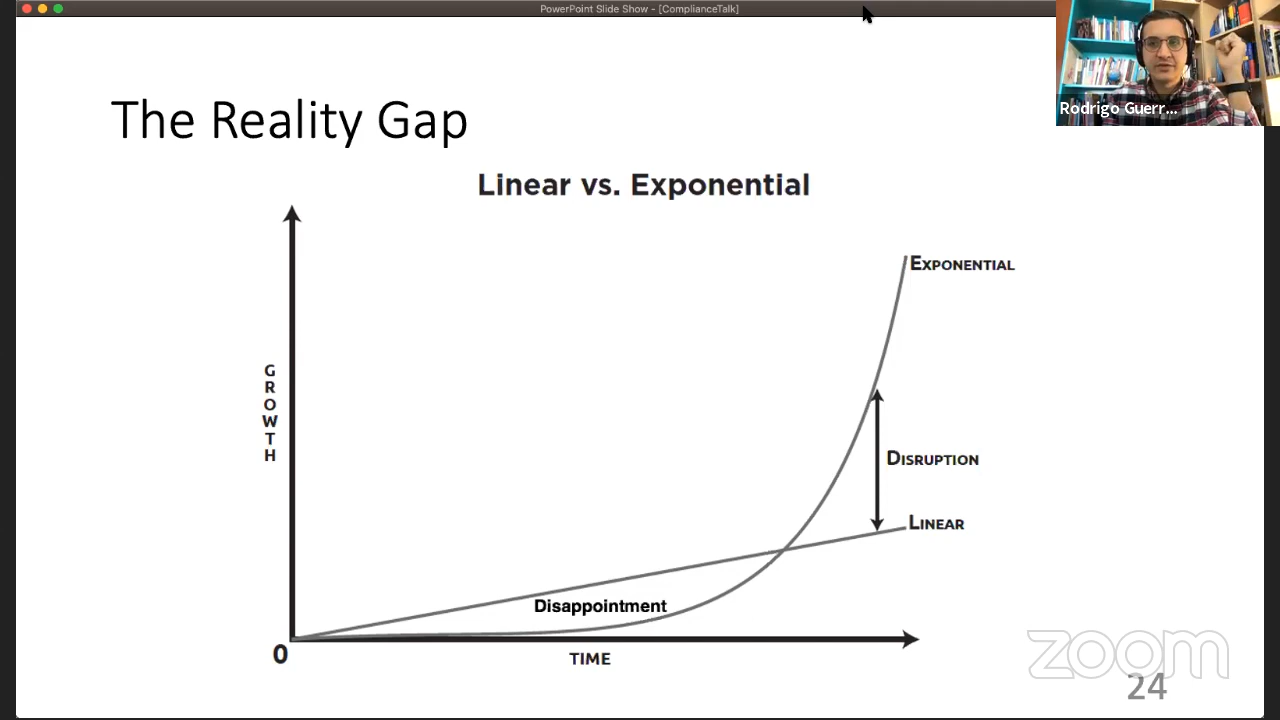 PowerPoint Slide Show - [ComplianceTalk]
Rodrigo Guerr...
The Reality Gap
Linear vs. Exponential
EXPONENTIAL
GROWTH
DISRUPTION
LINEAR
Disappointment
0
TIME
zoom
24